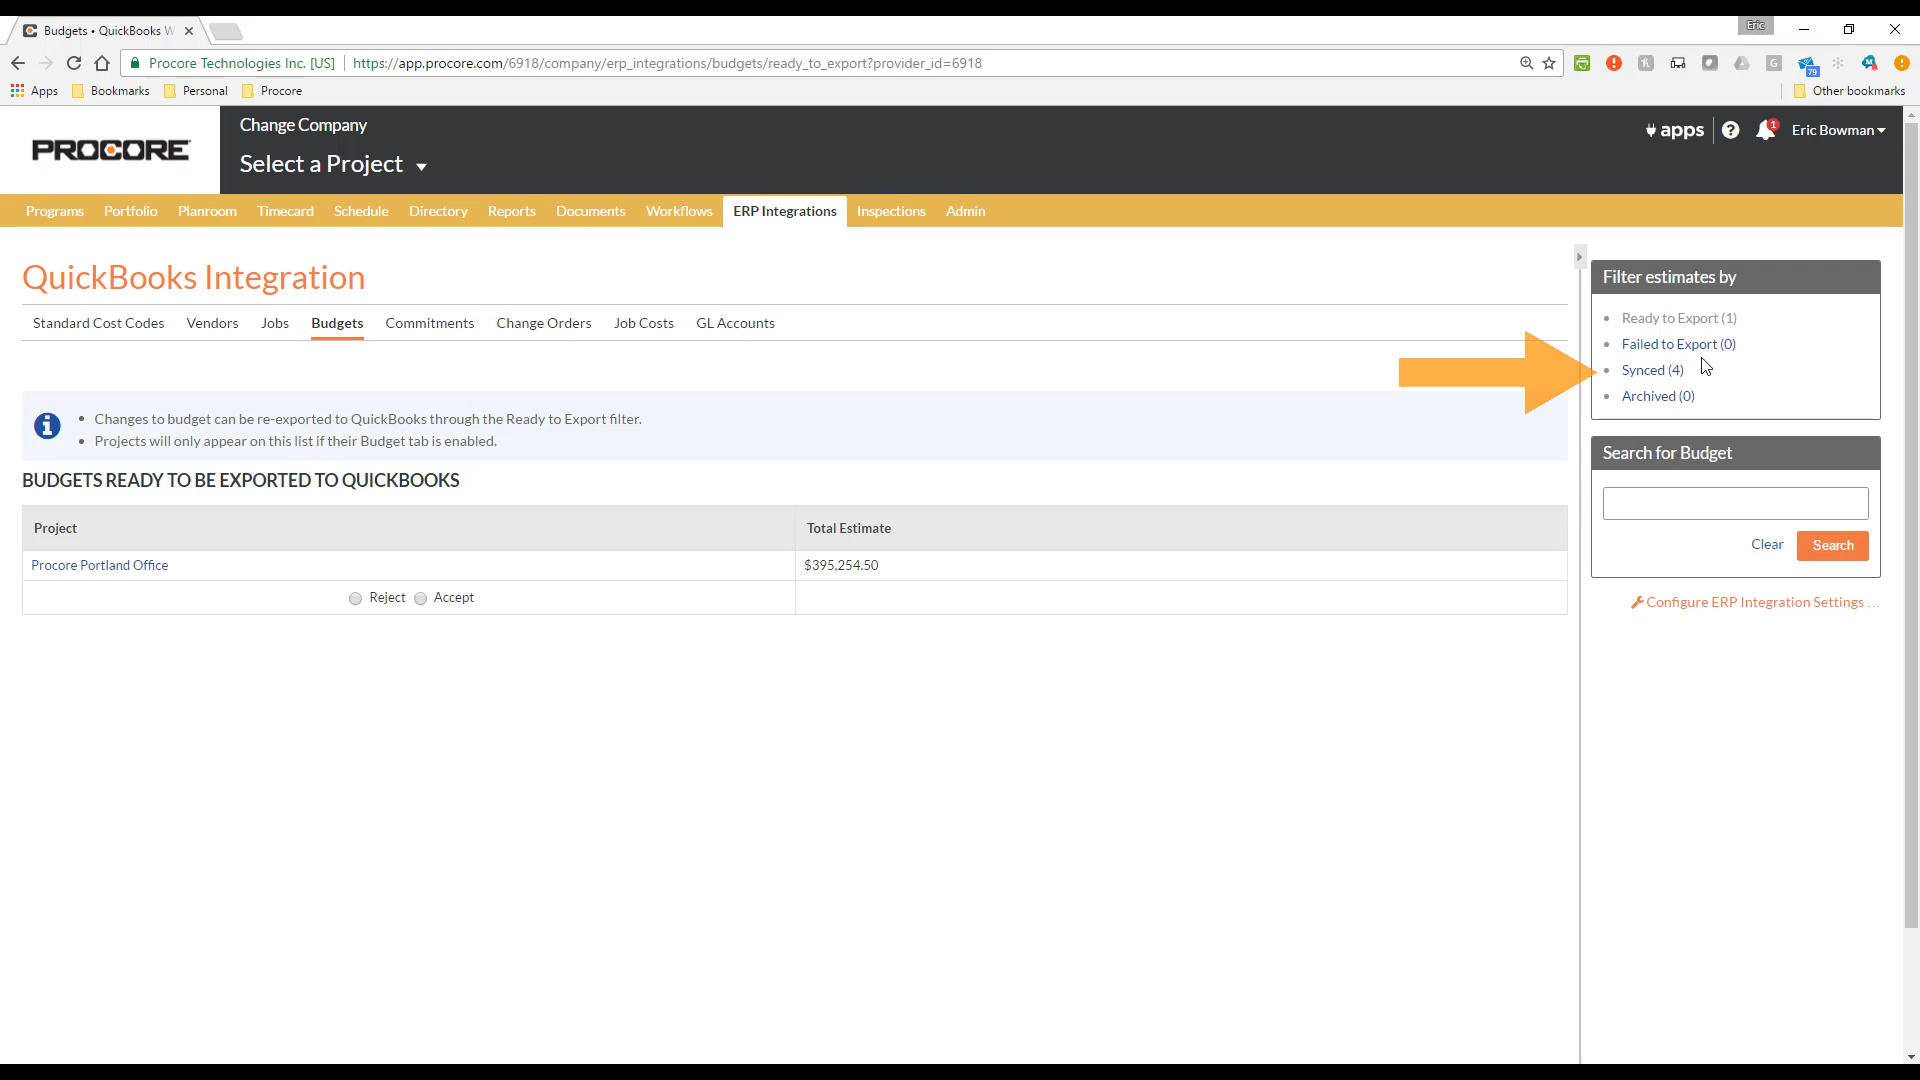 Budgets • QuickBooks W
Eric
Procore Technologies Inc. [US] https://app.procore.com/6918/company/erp_integrations/budgets/ready_to_export?provider_id=6918
79
Apps Bookmarks Personal Procore Other bookmarks
PROCORE
Change Company
Select a Project
apps ? 1 Eric Bowman
Programs Portfolio Planroom Timecard Schedule Directory Reports Documents Workflows ERP Integrations Inspections Admin
QuickBooks Integration
Standard Cost Codes Vendors Jobs Budgets Commitments Change Orders Job Costs GL Accounts
• Changes to budget can be re-exported to QuickBooks through the Ready to Export filter.
• Projects will only appear on this list if their Budget tab is enabled.
BUDGETS READY TO BE EXPORTED TO QUICKBOOKS
Project Total Estimate
Procore Portland Office $395,254.50
Reject Accept
Filter estimates by
• Ready to Export (1)
• Failed to Export (0)
• Synced (4)
• Archived (0)
Search for Budget
Clear Search
Configure ERP Integration Settings ...